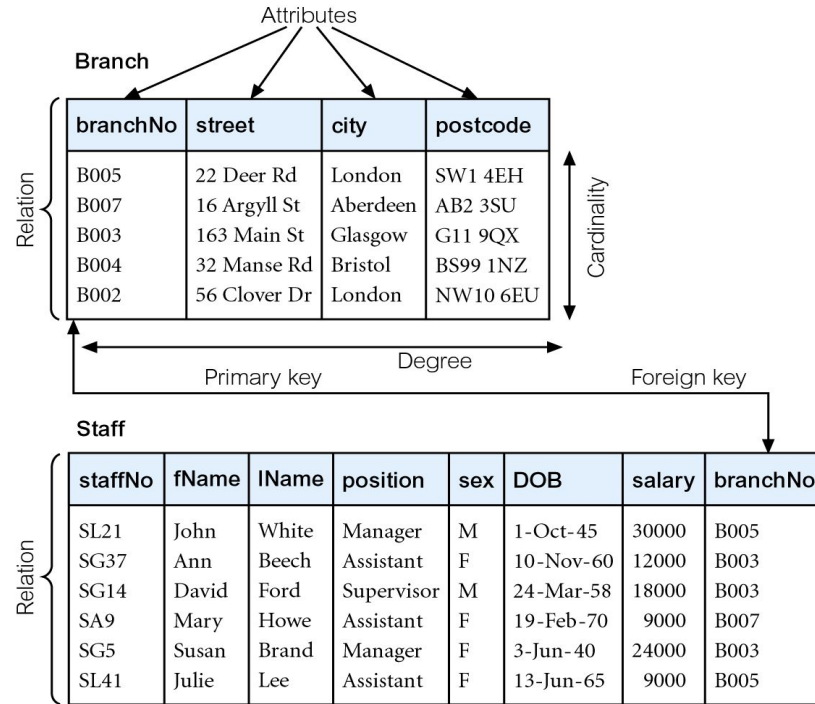 Attributes
Branch
branchNo street city postcode
B005 22 Deer Rd London SW1 4EH
B007 16 Argyll St Aberdeen AB2 3SU
B003 163 Main St Glasgow G11 9QX
B004 32 Manse Rd Bristol BS99 1NZ
B002 56 Clover Dr London NW10 6EU
Relation
Cardinality
Degree
Primary key
Foreign key
Staff
staffNo fName lName position sex DOB salary branchNo
SL21 John White Manager M 1-Oct-45 30000 B005
SG37 Ann Beech Assistant F 10-Nov-60 12000 B003
SG14 David Ford Supervisor M 24-Mar-58 18000 B003
SA9 Mary Howe Assistant F 19-Feb-70 9000 B007
SG5 Susan Brand Manager F 3-Jun-40 24000 B003
SL41 Julie Lee Assistant F 13-Jun-65 9000 B005
Relation